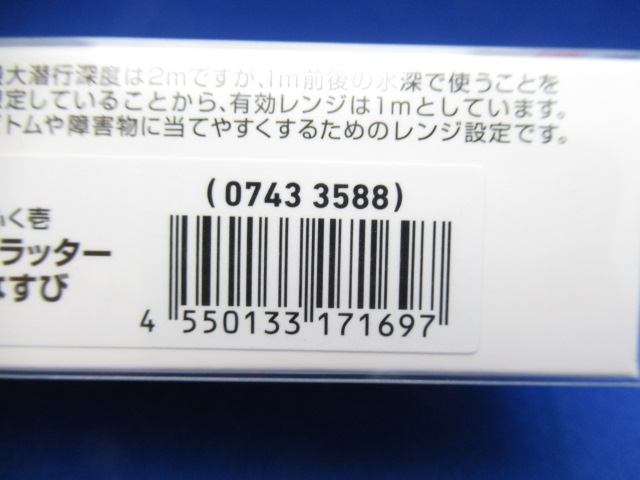 大潜行深度は2mですが、1m前後の水深で使うことを
定していることから、有効レンジは1mとしています。
トムや障害物に当てやすくするためのレンジ設定です。
(0743 3588)
ふく壱
ラッター
なすび
4 550133 171697